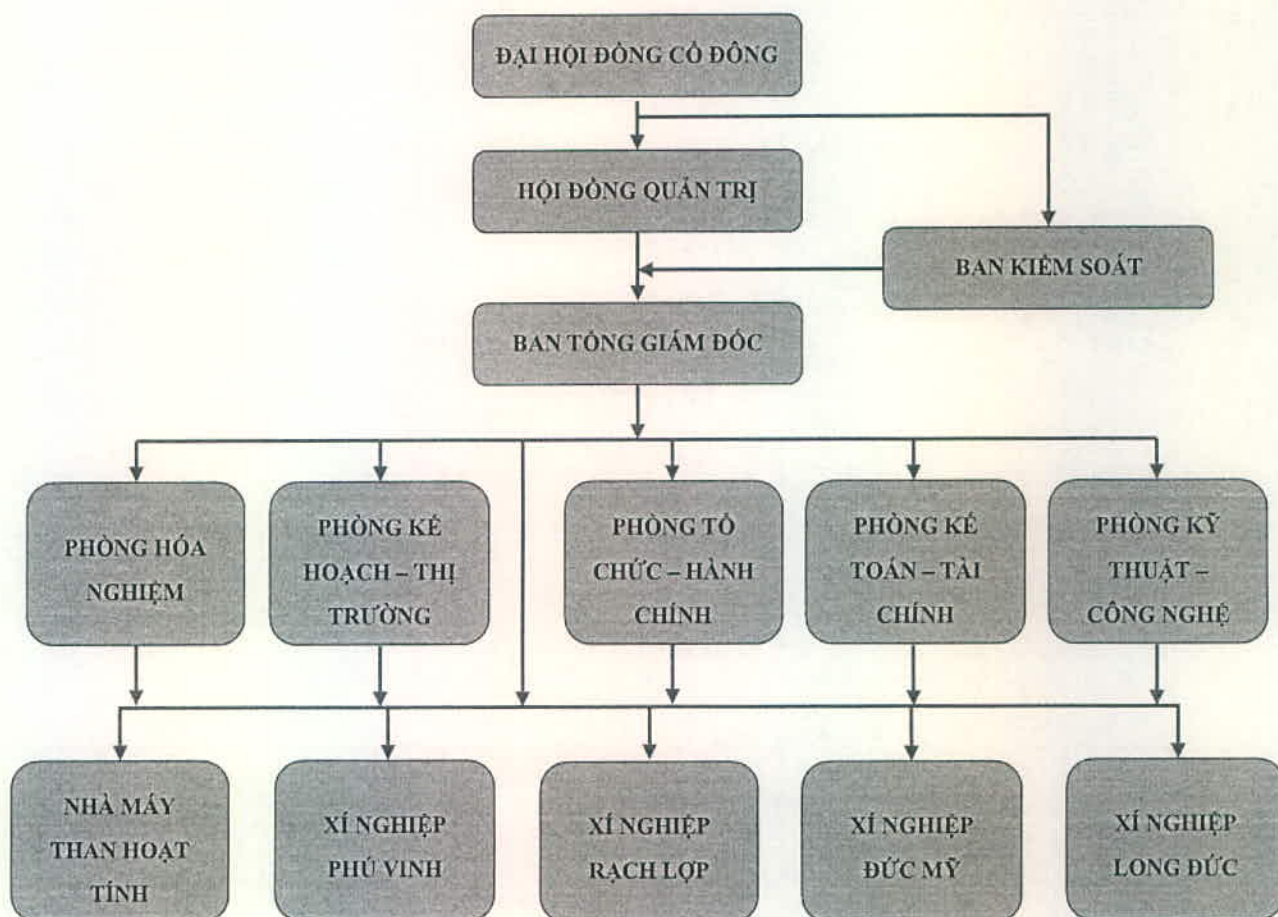 ĐẠI HỘI ĐỒNG CỔ ĐÔNG
HỘI ĐỒNG QUẢN TRỊ
BAN KIỂM SOÁT
BAN TỔNG GIÁM ĐỐC
PHÒNG HÓA
NGHIỆM
PHÒNG KẾ
HOẠCH – THỊ
TRƯỜNG
PHÒNG TỔ
CHỨC – HÀNH
CHÍNH
PHÒNG KẾ
TOÁN – TÀI
CHÍNH
PHÒNG KỸ
THUẬT –
CÔNG NGHỆ
NHÀ MÁY
THAN HOẠT
TÍNH
XÍ NGHIỆP
PHÚ VINH
XÍ NGHIỆP
RẠCH LỢP
XÍ NGHIỆP
ĐỨC MỸ
XÍ NGHIỆP
LONG ĐỨC